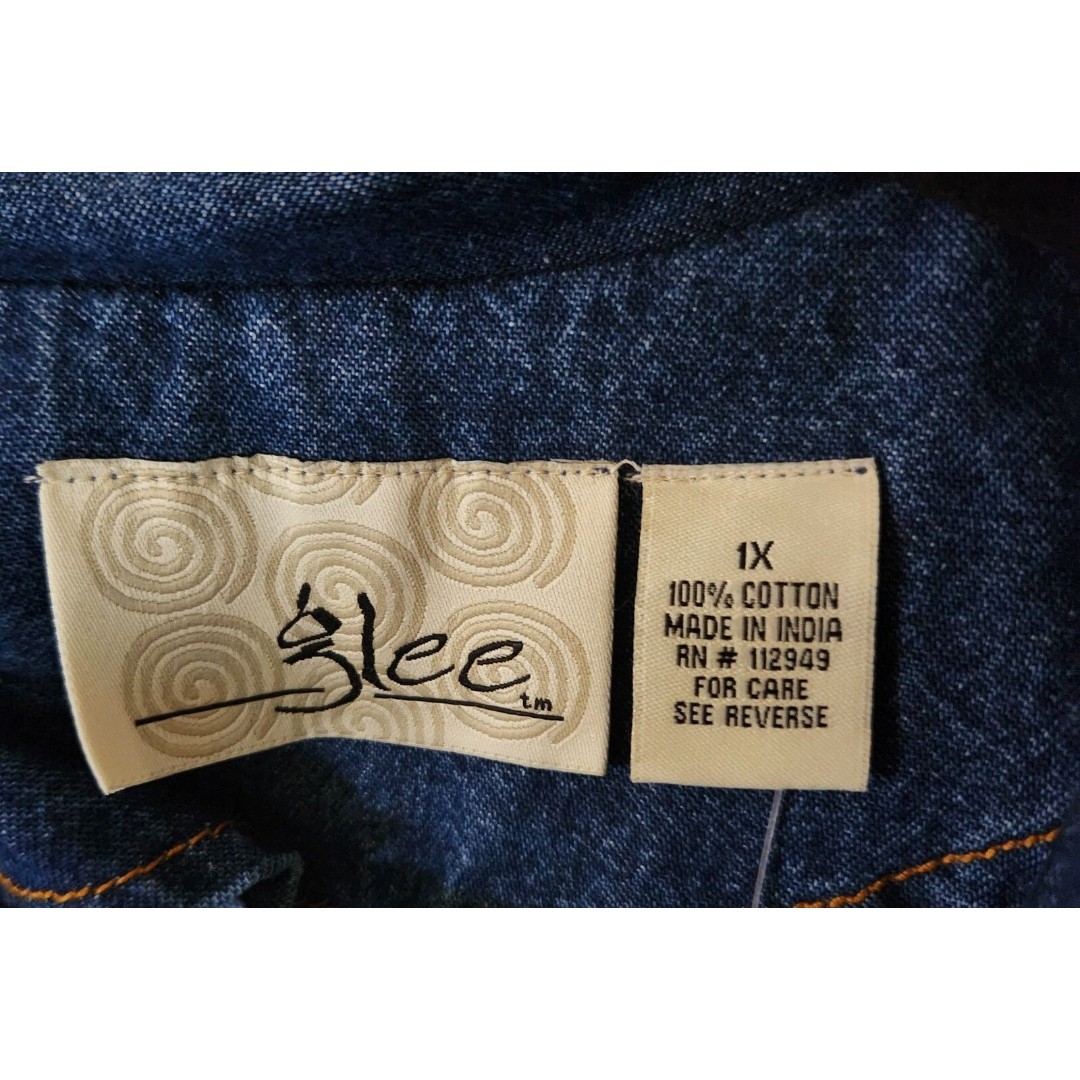 glee tm
1X
100% COTTON
MADE IN INDIA
RN # 112949
FOR CARE
SEE REVERSE